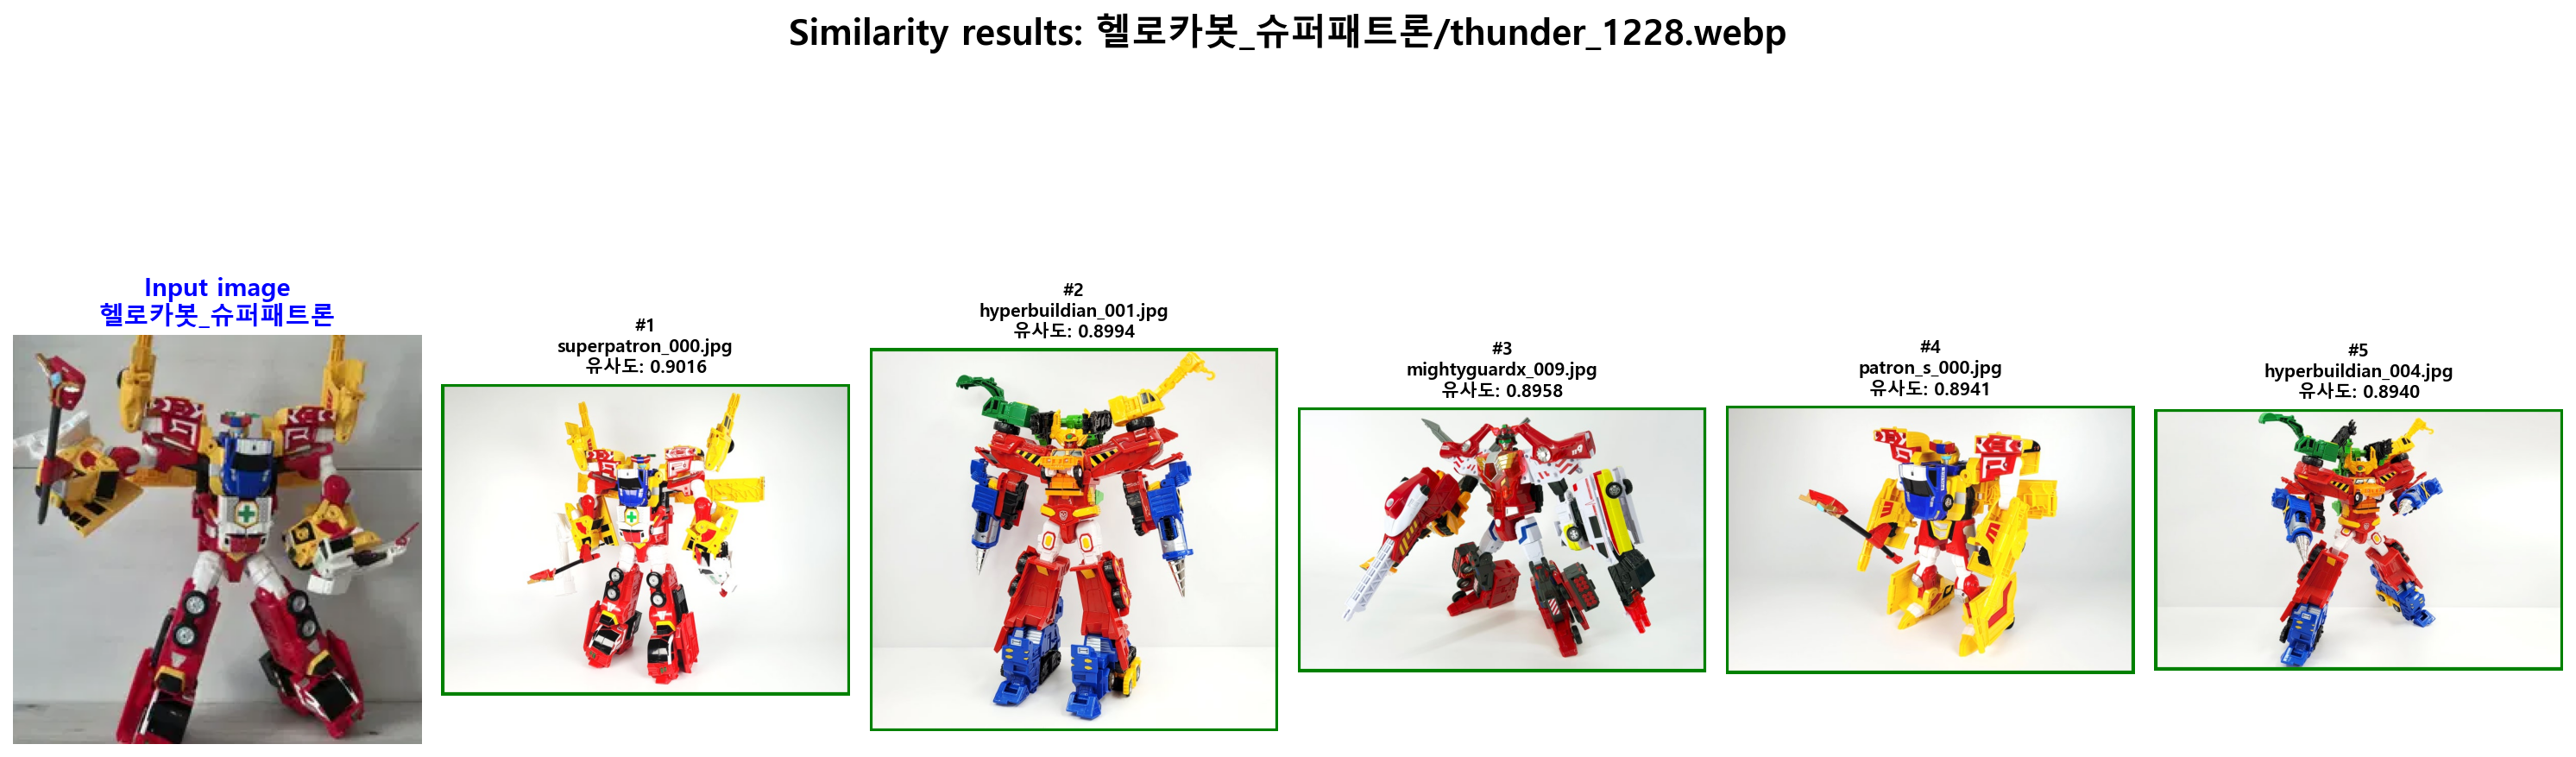 Similarity results: 헬로카봇_슈퍼패트론/thunder_1228.webp
Input image
헬로카봇_슈퍼패트론
#1
superpatron_000.jpg
유사도: 0.9016
#2
hyperbuildian_001.jpg
유사도: 0.8994
#3
mightyguardx_009.jpg
유사도: 0.8958
#4
patron_s_000.jpg
유사도: 0.8941
#5
hyperbuildian_004.jpg
유사도: 0.8940